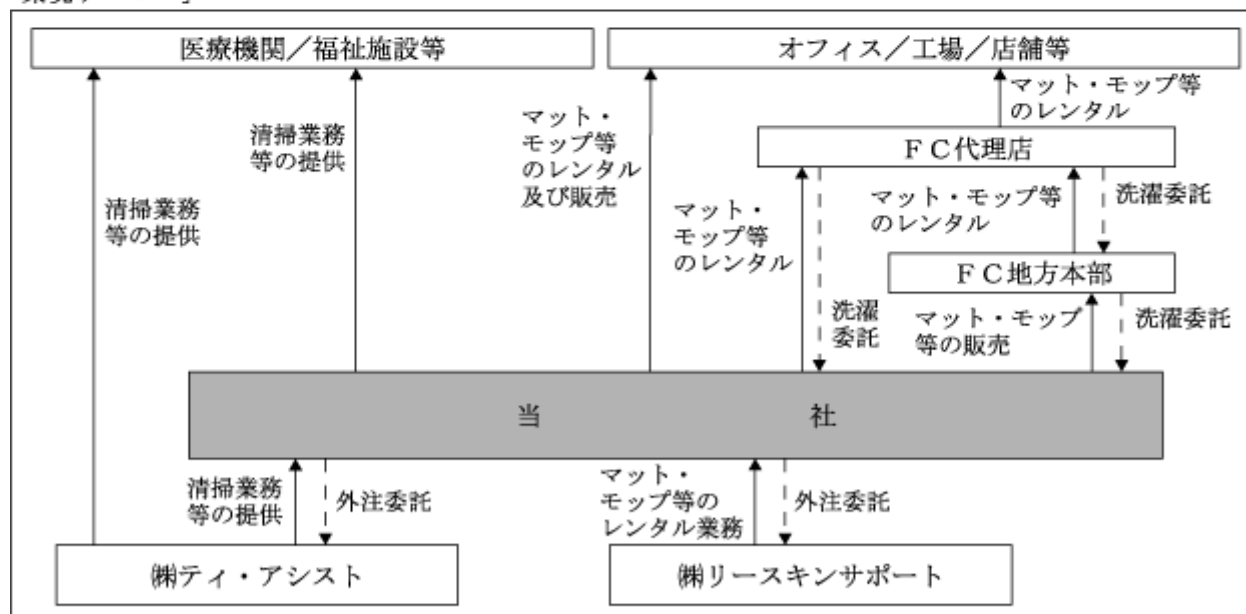 医療機関／福祉施設等
オフィス／工場／店舗等
マット・モップ等
のレンタル
清掃業務
等の提供
マット・
モップ等
のレンタル
及び販売
ＦＣ代理店
清掃業務
等の提供
マット・
モップ等
のレンタル
マット・モップ等
のレンタル
洗濯委託
ＦＣ地方本部
洗濯
委託
マット・モップ
等の販売
洗濯委託
当社
清掃業務
等の提供
外注委託
マット・
モップ等の
レンタル業務
外注委託
㈱ティ・アシスト
㈱リースキンサポート